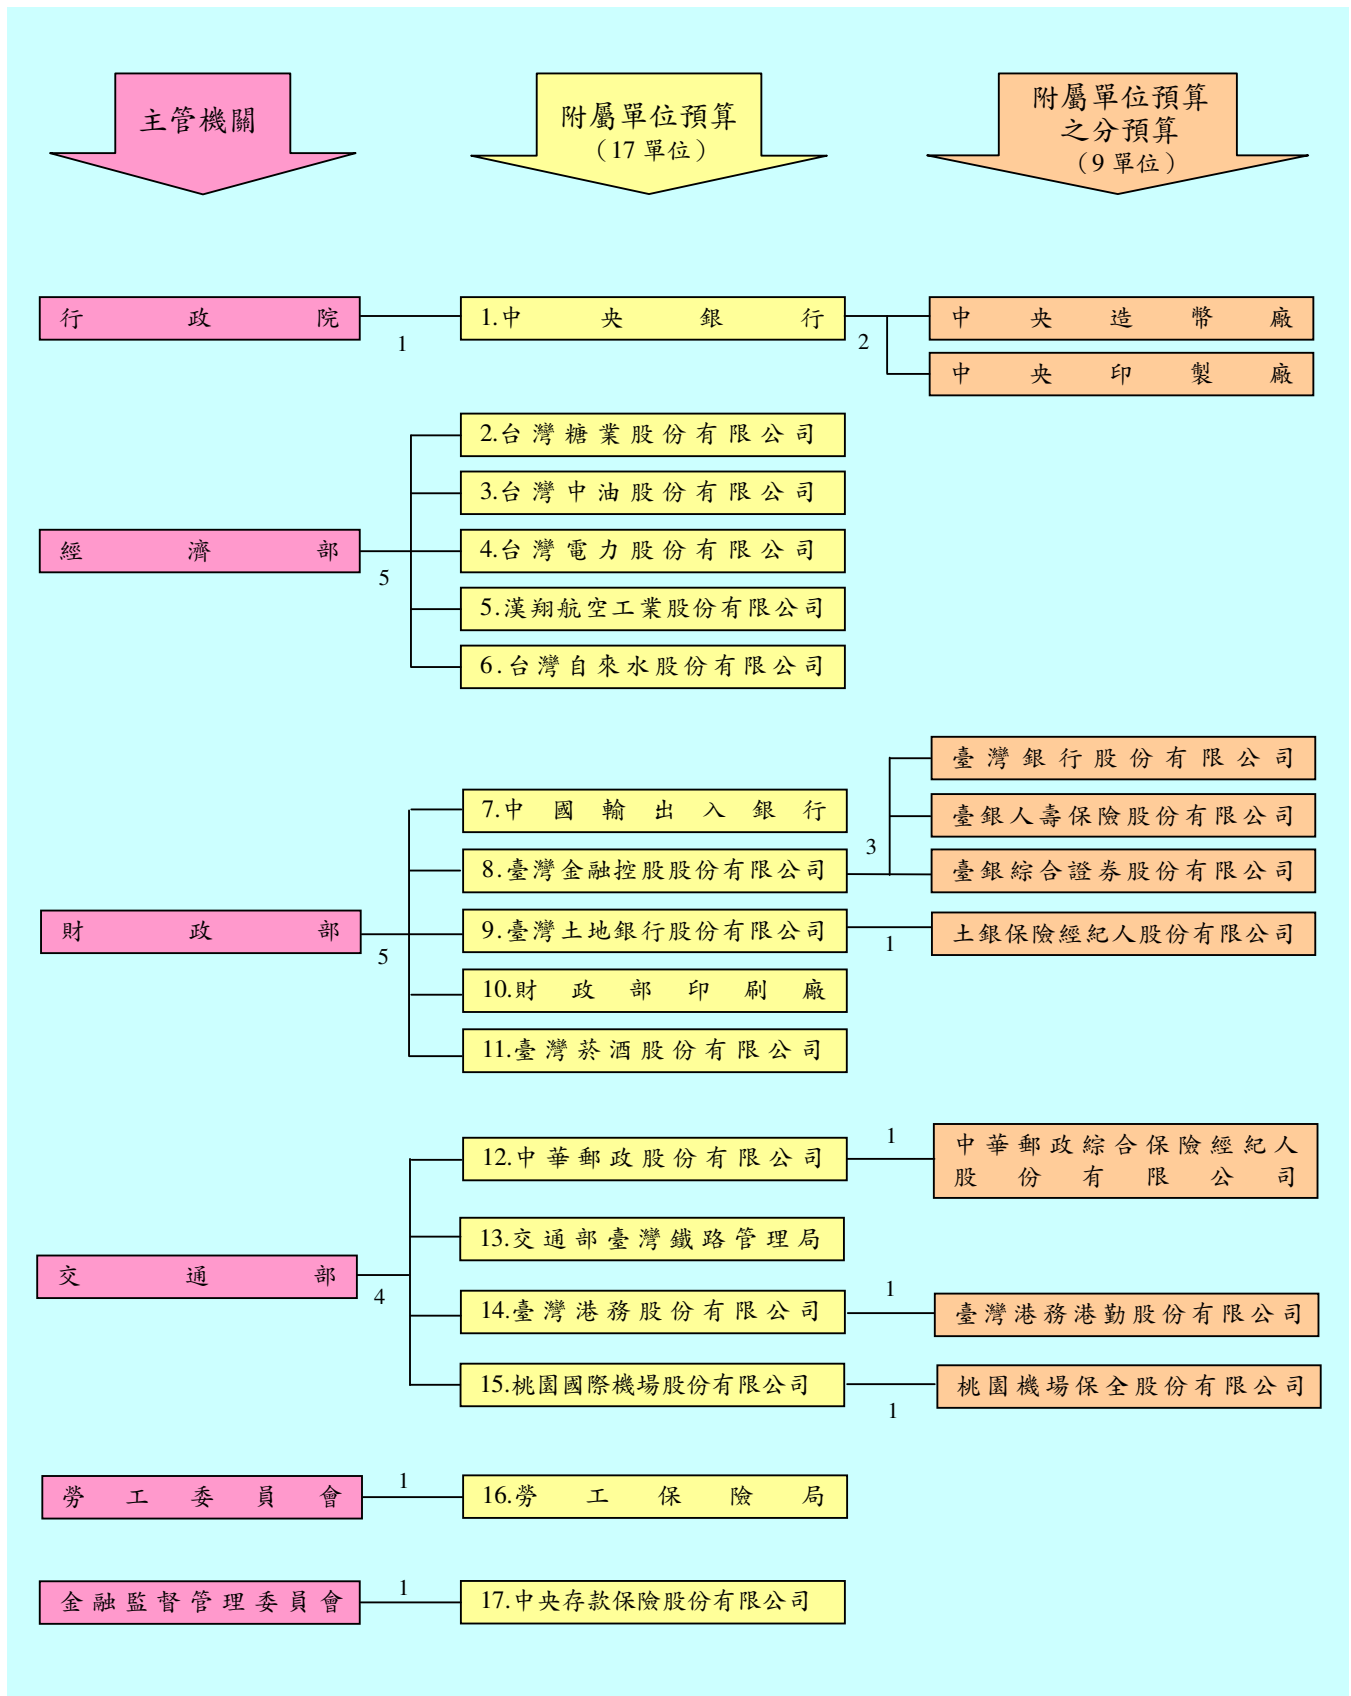 主管機關
附屬單位預算
（17 單位）
附屬單位預算
之分預算
（9 單位）
行政院
1
1.中央銀行
2
中央造幣廠
中央印製廠
經濟部
5
2.台灣糖業股份有限公司
3.台灣中油股份有限公司
4.台灣電力股份有限公司
5.漢翔航空工業股份有限公司
6.台灣自來水股份有限公司
財政部
5
7.中國輸出入銀行
8.臺灣金融控股股份有限公司
3
臺灣銀行股份有限公司
臺銀人壽保險股份有限公司
臺銀綜合證券股份有限公司
9.臺灣土地銀行股份有限公司
1
土銀保險經紀人股份有限公司
10.財政部印刷廠
11.臺灣菸酒股份有限公司
交通部
4
12.中華郵政股份有限公司
1
中華郵政綜合保險經紀人
股份有限公司
13.交通部臺灣鐵路管理局
14.臺灣港務股份有限公司
1
臺灣港務港勤股份有限公司
15.桃園國際機場股份有限公司
1
桃園機場保全股份有限公司
勞工委員會
1
16.勞工保險局
金融監督管理委員會
1
17.中央存款保險股份有限公司